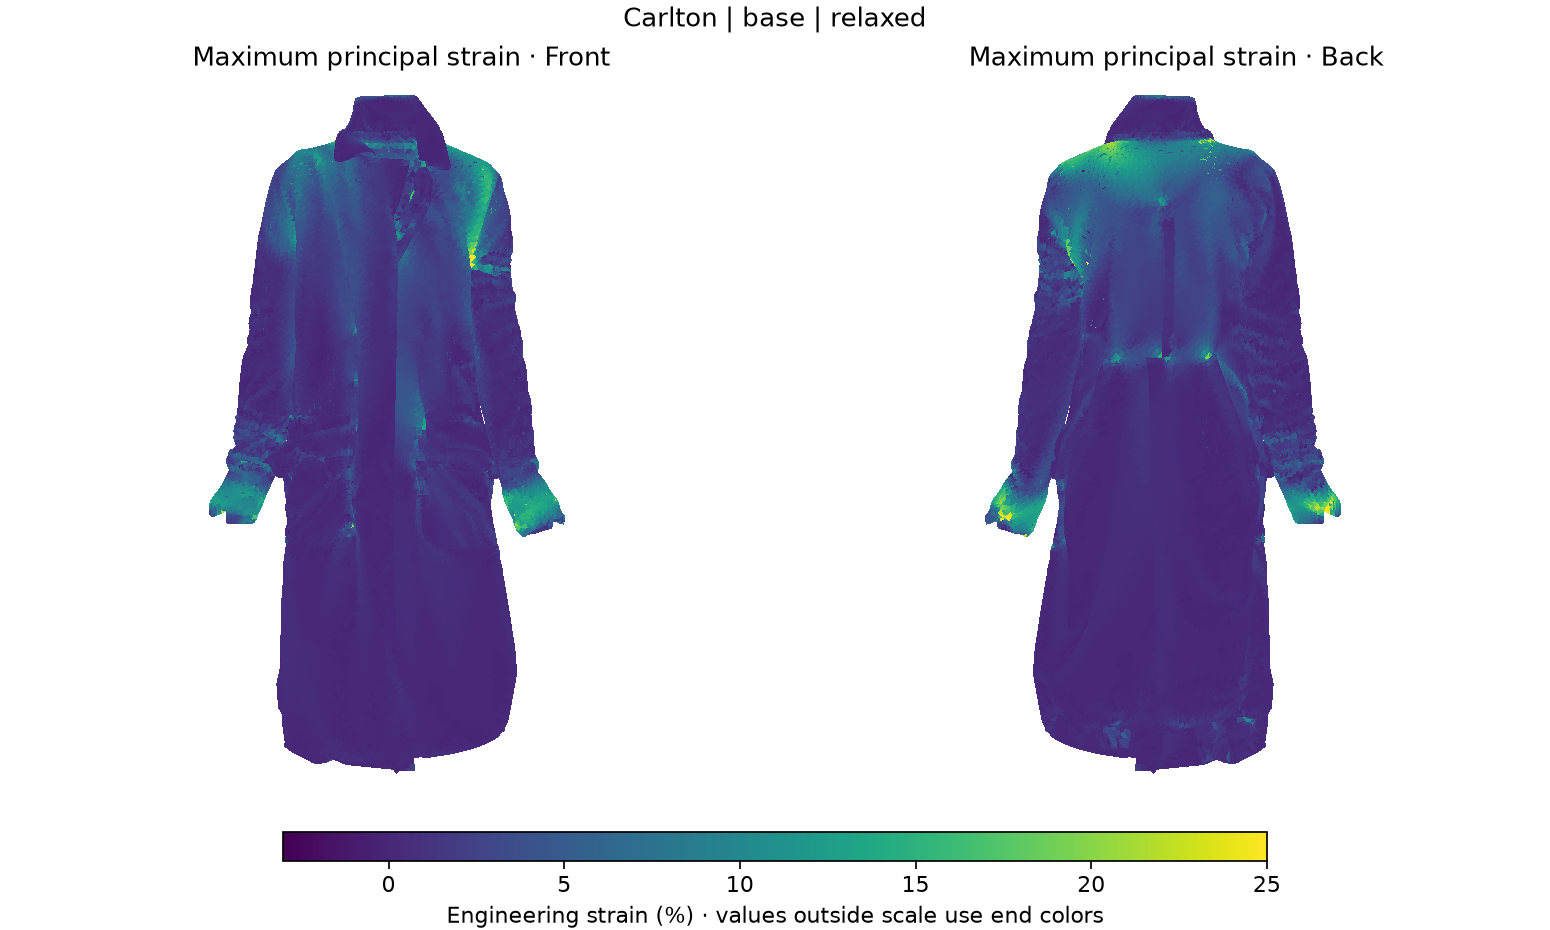 Carlton | base | relaxed
Maximum principal strain · Front
Maximum principal strain · Back
0 5 10 15 20 25
Engineering strain (%) · values outside scale use end colors